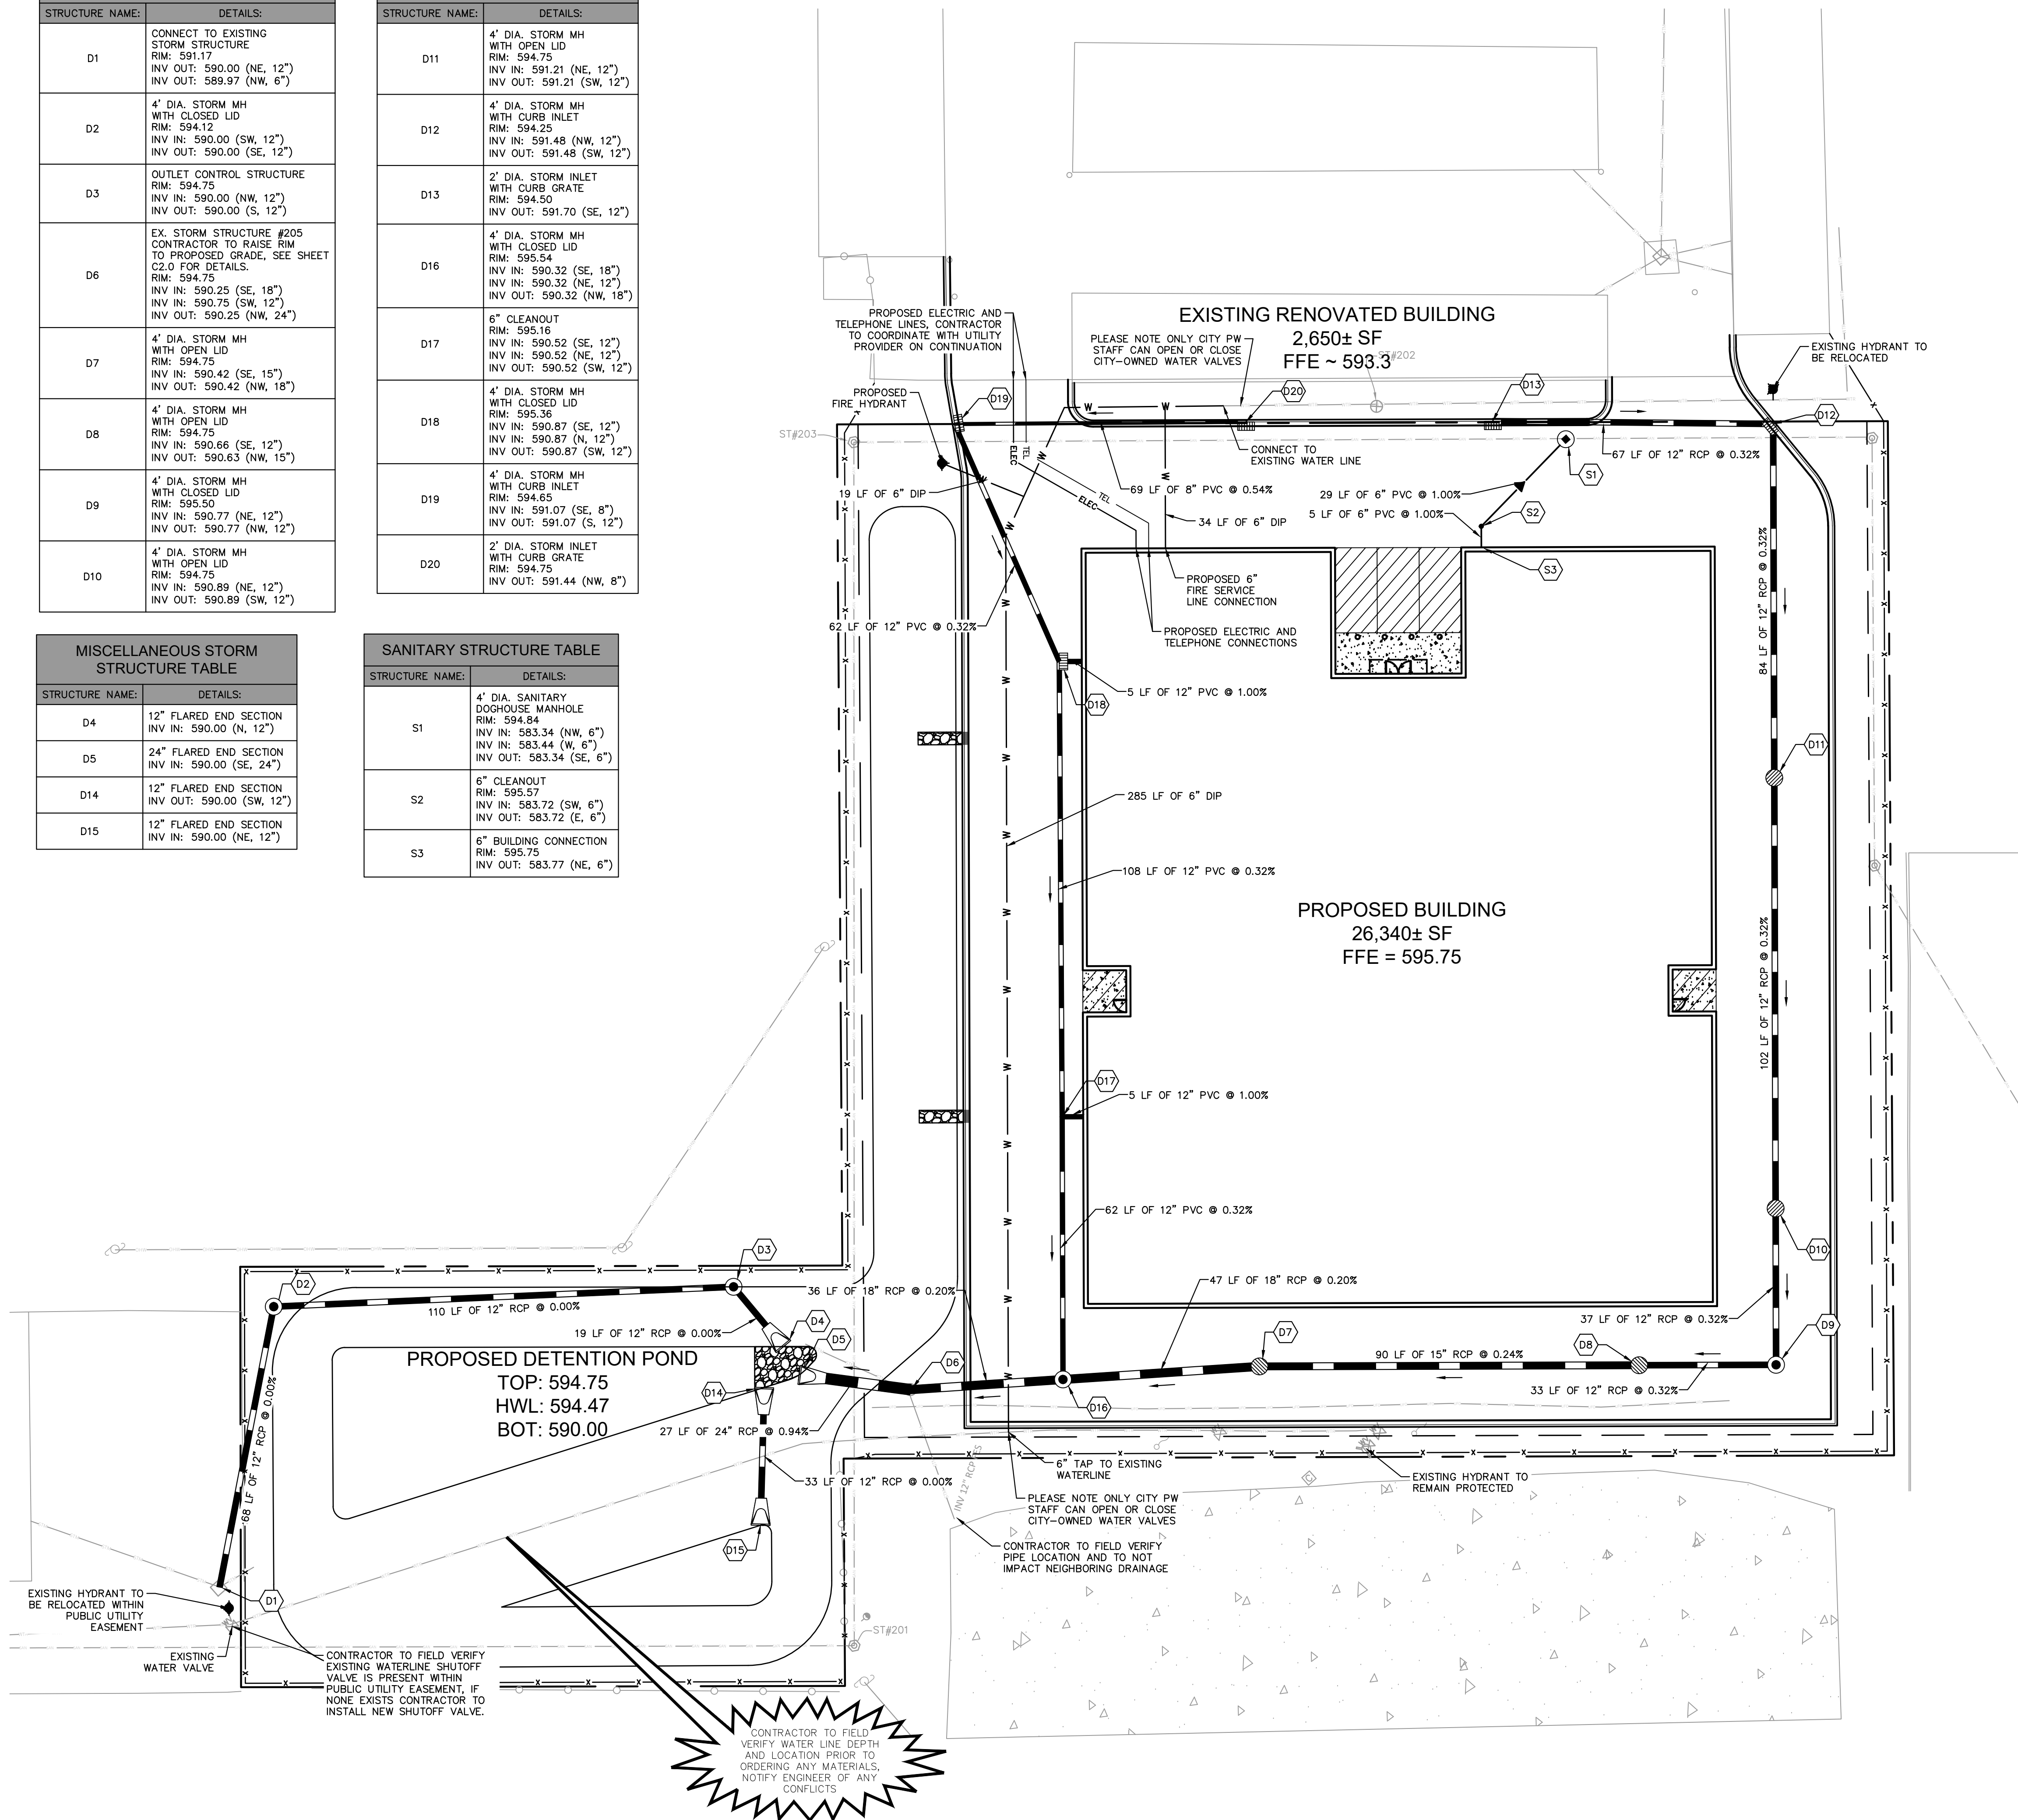 STRUCTURE NAME:
DETAILS:
D1
CONNECT TO EXISTING
STORM STRUCTURE
RIM: 591.17
INV OUT: 590.00 (NE, 12")
INV OUT: 589.97 (NW, 6")
D2
4' DIA. STORM MH
WITH CLOSED LID
RIM: 594.12
INV IN: 590.00 (SW, 12")
INV OUT: 590.00 (SE, 12")
D3
OUTLET CONTROL STRUCTURE
RIM: 594.75
INV IN: 590.00 (NW, 12")
INV OUT: 590.00 (S, 12")
D6
EX. STORM STRUCTURE #205
CONTRACTOR TO RAISE RIM
TO PROPOSED GRADE, SEE SHEET
C2.0 FOR DETAILS.
RIM: 594.75
INV IN: 590.25 (SE, 18")
INV IN: 590.75 (SW, 12")
INV OUT: 590.25 (NW, 24")
D7
4' DIA. STORM MH
WITH OPEN LID
RIM: 594.75
INV IN: 590.42 (SE, 15")
INV OUT: 590.42 (NW, 18")
D8
4' DIA. STORM MH
WITH OPEN LID
RIM: 594.75
INV IN: 590.66 (SE, 12")
INV OUT: 590.63 (NW, 15")
D9
4' DIA. STORM MH
WITH CLOSED LID
RIM: 595.50
INV IN: 590.77 (NE, 12")
INV OUT: 590.77 (NW, 12")
D10
4' DIA. STORM MH
WITH OPEN LID
RIM: 594.75
INV IN: 590.89 (NE, 12")
INV OUT: 590.89 (SW, 12")
STRUCTURE NAME:
DETAILS:
D11
4' DIA. STORM MH
WITH OPEN LID
RIM: 594.75
INV IN: 591.21 (NE, 12")
INV OUT: 591.21 (SW, 12")
D12
4' DIA. STORM MH
WITH CURB INLET
RIM: 594.25
INV IN: 591.48 (NW, 12")
INV OUT: 591.48 (SW, 12")
D13
2' DIA. STORM INLET
WITH CURB GRATE
RIM: 594.50
INV OUT: 591.70 (SE, 12")
D16
4' DIA. STORM MH
WITH CLOSED LID
RIM: 595.54
INV IN: 590.32 (SE, 18")
INV IN: 590.32 (NE, 12")
INV OUT: 590.32 (NW, 18")
D17
6" CLEANOUT
RIM: 595.16
INV IN: 590.52 (SE, 12")
INV IN: 590.52 (NE, 12")
INV OUT: 590.52 (SW, 12")
D18
4' DIA. STORM MH
WITH CLOSED LID
RIM: 595.36
INV IN: 590.87 (SE, 12")
INV IN: 590.87 (N, 12")
INV OUT: 590.87 (SW, 12")
D19
4' DIA. STORM MH
WITH CURB INLET
RIM: 594.65
INV IN: 591.07 (SE, 8")
INV OUT: 591.07 (S, 12")
D20
2' DIA. STORM INLET
WITH CURB GRATE
RIM: 594.75
INV OUT: 591.44 (NW, 8")
MISCELLANEOUS STORM
STRUCTURE TABLE
STRUCTURE NAME:
DETAILS:
D4
12" FLARED END SECTION
INV IN: 590.00 (N, 12")
D5
24" FLARED END SECTION
INV IN: 590.00 (SE, 24")
D14
12" FLARED END SECTION
INV OUT: 590.00 (SW, 12")
D15
12" FLARED END SECTION
INV IN: 590.00 (NE, 12")
SANITARY STRUCTURE TABLE
STRUCTURE NAME:
DETAILS:
S1
4' DIA. SANITARY
DOGHOUSE MANHOLE
RIM: 594.84
INV IN: 583.34 (NW, 6")
INV IN: 583.44 (W, 6")
INV OUT: 583.34 (SE, 6")
S2
6" CLEANOUT
RIM: 595.57
INV IN: 583.72 (SW, 6")
INV OUT: 583.72 (E, 6")
S3
6" BUILDING CONNECTION
RIM: 595.75
INV OUT: 583.77 (NE, 6")
PROPOSED ELECTRIC AND
TELEPHONE LINES, CONTRACTOR
TO COORDINATE WITH UTILITY
PROVIDER ON CONTINUATION
EXISTING RENOVATED BUILDING
2,650± SF
FFE ~ 593.3
ST#202
PLEASE NOTE ONLY CITY PW
STAFF CAN OPEN OR CLOSE
CITY-OWNED WATER VALVES
EXISTING HYDRANT TO
BE RELOCATED
PROPOSED
FIRE HYDRANT
D19
D20
D13
D12
ST#203
CONNECT TO
EXISTING WATER LINE
67 LF OF 12" RCP @ 0.32%
S1
TEL
ELEC
19 LF OF 6" DIP
69 LF OF 8" PVC @ 0.54%
TEL
ELEC
29 LF OF 6" PVC @ 1.00%
5 LF OF 6" PVC @ 1.00%
S2
34 LF OF 6" DIP
S3
PROPOSED 6"
FIRE SERVICE
LINE CONNECTION
84 LF OF 12" RCP @ 0.32%
62 LF OF 12" PVC @ 0.32%
PROPOSED ELECTRIC AND
TELEPHONE CONNECTIONS
5 LF OF 12" PVC @ 1.00%
D18
D11
285 LF OF 6" DIP
108 LF OF 12" PVC @ 0.32%
PROPOSED BUILDING
26,340± SF
FFE = 595.75
102 LF OF 12" RCP @ 0.32%
D17
5 LF OF 12" PVC @ 1.00%
62 LF OF 12" PVC @ 0.32%
D10
D3
D2
36 LF OF 18" RCP @ 0.20%
47 LF OF 18" RCP @ 0.20%
110 LF OF 12" RCP @ 0.00%
D4
37 LF OF 12" RCP @ 0.32%
D9
19 LF OF 12" RCP @ 0.00%
D5
D7
D8
90 LF OF 15" RCP @ 0.24%
PROPOSED DETENTION POND
TOP: 594.75
HWL: 594.47
BOT: 590.00
D6
D14
33 LF OF 12" RCP @ 0.32%
D16
27 LF OF 24" RCP @ 0.94%
68 LF OF 12" RCP @ 0.00%
6" TAP TO EXISTING
WATERLINE
33 LF OF 12" RCP @ 0.00%
INV 12" RCP
EXISTING HYDRANT TO
REMAIN PROTECTED
PLEASE NOTE ONLY CITY PW
STAFF CAN OPEN OR CLOSE
CITY-OWNED WATER VALVES
D15
CONTRACTOR TO FIELD VERIFY
PIPE LOCATION AND TO NOT
IMPACT NEIGHBORING DRAINAGE
EXISTING HYDRANT TO
BE RELOCATED WITHIN
PUBLIC UTILITY
EASEMENT
D1
ST#201
EXISTING
WATER VALVE
CONTRACTOR TO FIELD VERIFY
EXISTING WATERLINE SHUTOFF
VALVE IS PRESENT WITHIN
PUBLIC UTILITY EASEMENT, IF
NONE EXISTS CONTRACTOR TO
INSTALL NEW SHUTOFF VALVE.
CONTRACTOR TO FIELD
VERIFY WATER LINE DEPTH
AND LOCATION PRIOR TO
ORDERING ANY MATERIALS,
NOTIFY ENGINEER OF ANY
CONFLICTS